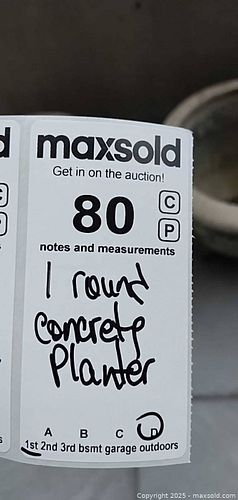 maxsold
Get in on the auction!
80
C
P
notes and measurements
1 round
concrete
Planter
A B C D
1st 2nd 3rd bsmt garage outdoors
Copyright 2025 - maxsold.com